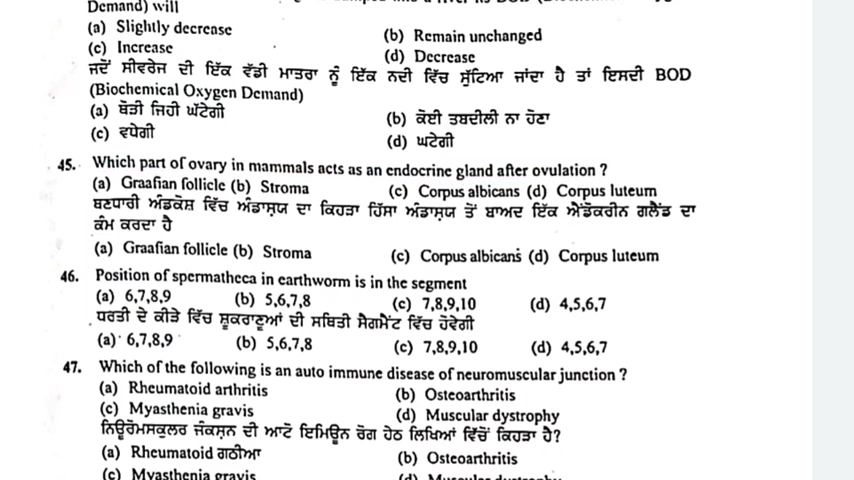 Demand) will
(a) Slightly decrease (b) Remain unchanged
(c) Increase (d) Decrease
ਜਦੋਂ ਸੀਵਰੇਜ ਦੀ ਇੱਕ ਵੱਡੀ ਮਾਤਰਾ ਨੂੰ ਇੱਕ ਨਦੀ ਵਿੱਚ ਸੁੱਟਿਆ ਜਾਂਦਾ ਹੈ ਤਾਂ ਇਸਦੀ BOD
(Biochemical Oxygen Demand)
(a) ਥੋੜੀ ਜਿਹੀ ਘੱਟੇਗੀ (b) ਕੋਈ ਤਬਦੀਲੀ ਨਾ ਹੋਣਾ
(c) ਵਧੇਗੀ (d) ਘਟੇਗੀ
45. Which part of ovary in mammals acts as an endocrine gland after ovulation ?
(a) Graafian follicle (b) Stroma (c) Corpus albicans (d) Corpus luteum
ਥਣਧਾਰੀ ਅੰਡਕੋਸ਼ ਵਿੱਚ ਅੰਡਾਸ਼ਯ ਦਾ ਕਿਹੜਾ ਹਿੱਸਾ ਅੰਡਾਸ਼ਯ ਤੋਂ ਬਾਅਦ ਇੱਕ ਐਂਡੋਕਰੀਨ ਗਲੈਂਡ ਦਾ
ਕੰਮ ਕਰਦਾ ਹੈ
(a) Graafian follicle (b) Stroma (c) Corpus albicans (d) Corpus luteum
46. Position of spermatheca in earthworm is in the segment
(a) 6,7,8,9 (b) 5,6,7,8 (c) 7,8,9,10 (d) 4,5,6,7
ਧਰਤੀ ਦੇ ਕੀੜੇ ਵਿੱਚ ਸ਼ੂਕਰਾਣੂਆਂ ਦੀ ਸਥਿਤੀ ਸੈਗਮੈਂਟ ਵਿੱਚ ਹੋਵੇਗੀ
(a) 6,7,8,9 (b) 5,6,7,8 (c) 7,8,9,10 (d) 4,5,6,7
47. Which of the following is an auto immune disease of neuromuscular junction ?
(a) Rheumatoid arthritis (b) Osteoarthritis
(c) Myasthenia gravis (d) Muscular dystrophy
ਨਿਊਰੋਮਸਕੂਲਰ ਜੰਕਸ਼ਨ ਦੀ ਆਟੋ ਇਮਿਊਨ ਰੋਗ ਹੇਠ ਲਿਖਿਆਂ ਵਿੱਚੋਂ ਕਿਹੜਾ ਹੈ?
(a) Rheumatoid ਗਠੀਆ (b) Osteoarthritis
(c) Myasthenia gravis (d) Muscular dystrophy